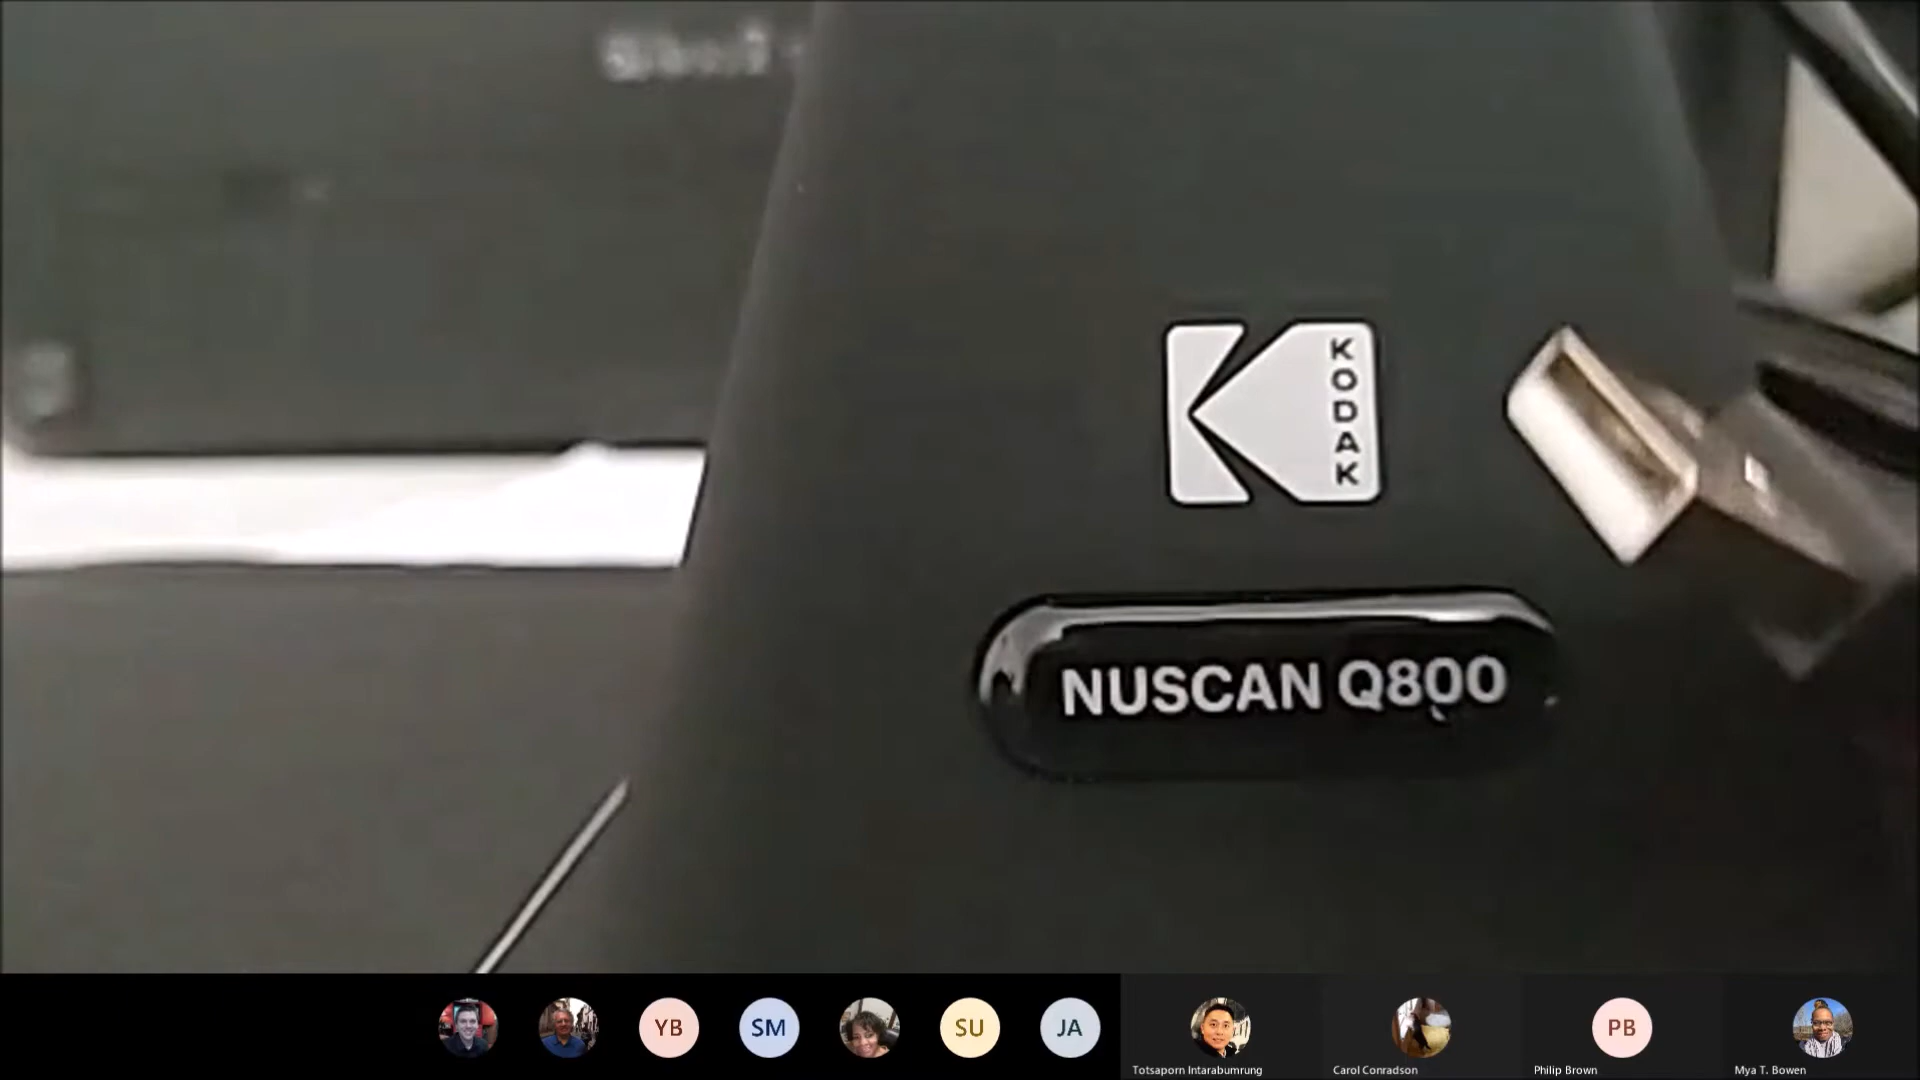 KODAK
NUSCAN Q800
YB
SM
SU
JA
PB
Totsaporn Intarabumrung
Carol Conradson
Philip Brown
Mya T. Bowen